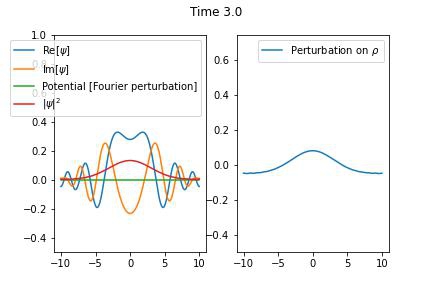 Time 3.0
1.0
0.8
0.6
0.4
0.2
0.0
−0.2
−0.4
Re[ψ]
Im[ψ]
Potential [Fourier perturbation]
|ψ|²
−10 −5 0 5 10
0.6
0.4
0.2
0.0
−0.2
−0.4
Perturbation on ρ
−10 −5 0 5 10